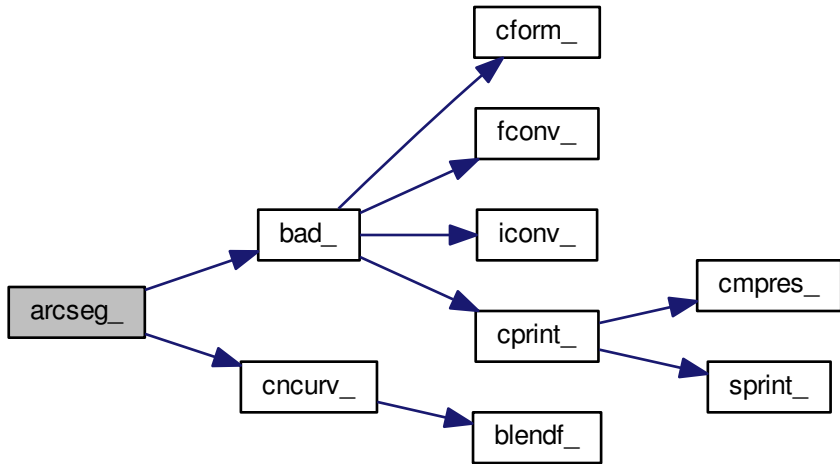 cform_
fconv_
bad_
iconv_
cmpres_
arcseg_
cprint_
cncurv_
sprint_
blendf_